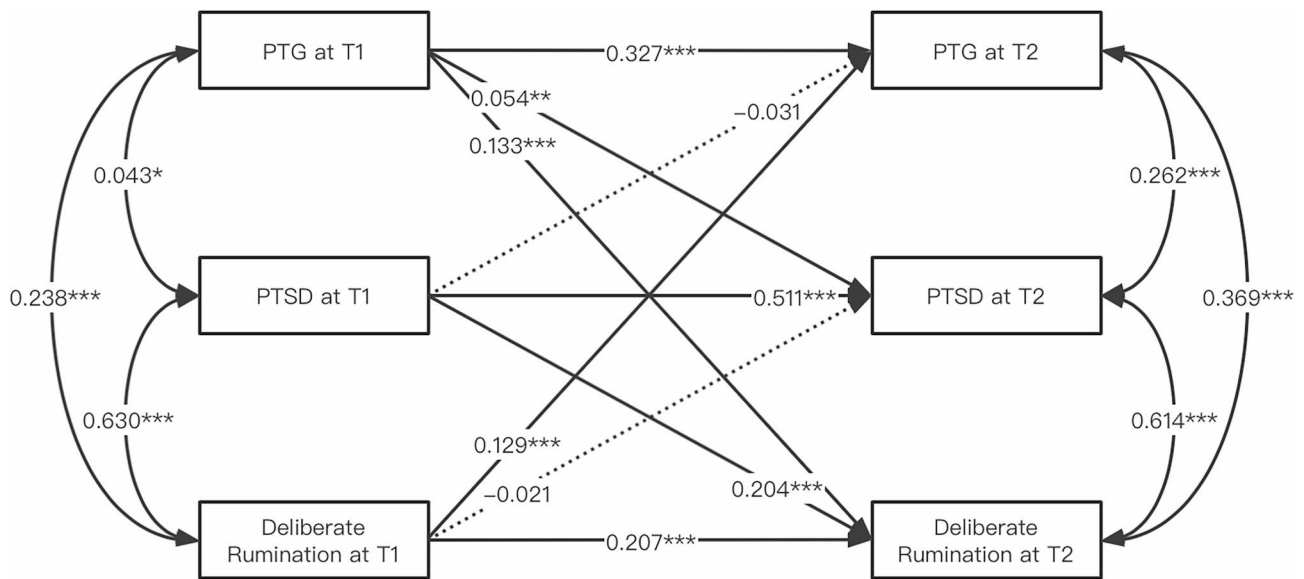 PTG at T1
0.327***
PTG at T2
0.054**
−0.031
0.133***
0.043*
0.262***
0.238***
PTSD at T1
0.511***
PTSD at T2
0.369***
0.630***
0.614***
0.129***
−0.021
0.204***
Deliberate
Rumination at T1
0.207***
Deliberate
Rumination at T2